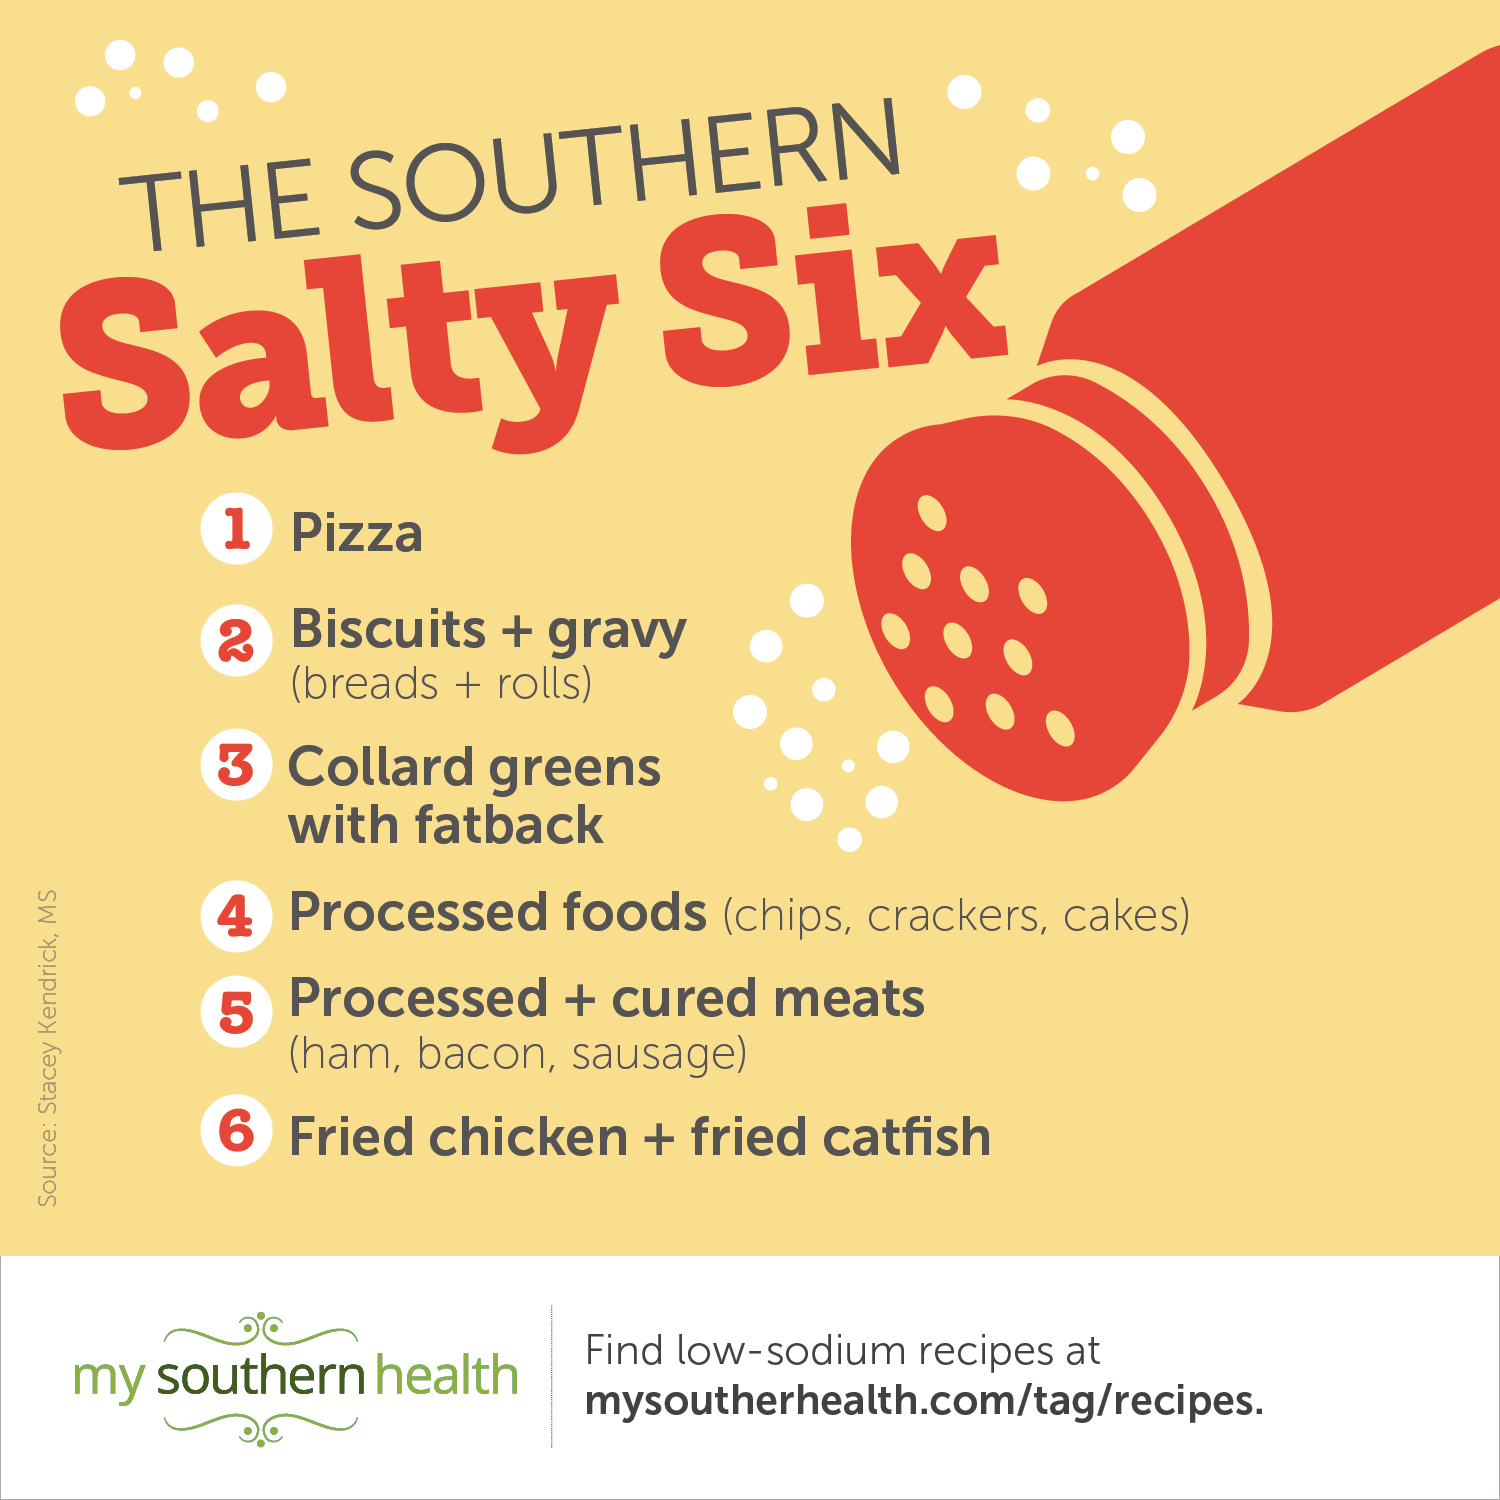 THE SOUTHERN
Salty Six
1 Pizza
2 Biscuits + gravy
(breads + rolls)
3 Collard greens
with fatback
4 Processed foods (chips, crackers, cakes)
5 Processed + cured meats
(ham, bacon, sausage)
6 Fried chicken + fried catfish
Source: Stacey Kendrick, MS
my southern health
Find low-sodium recipes at
mysoutherhealth.com/tag/recipes.